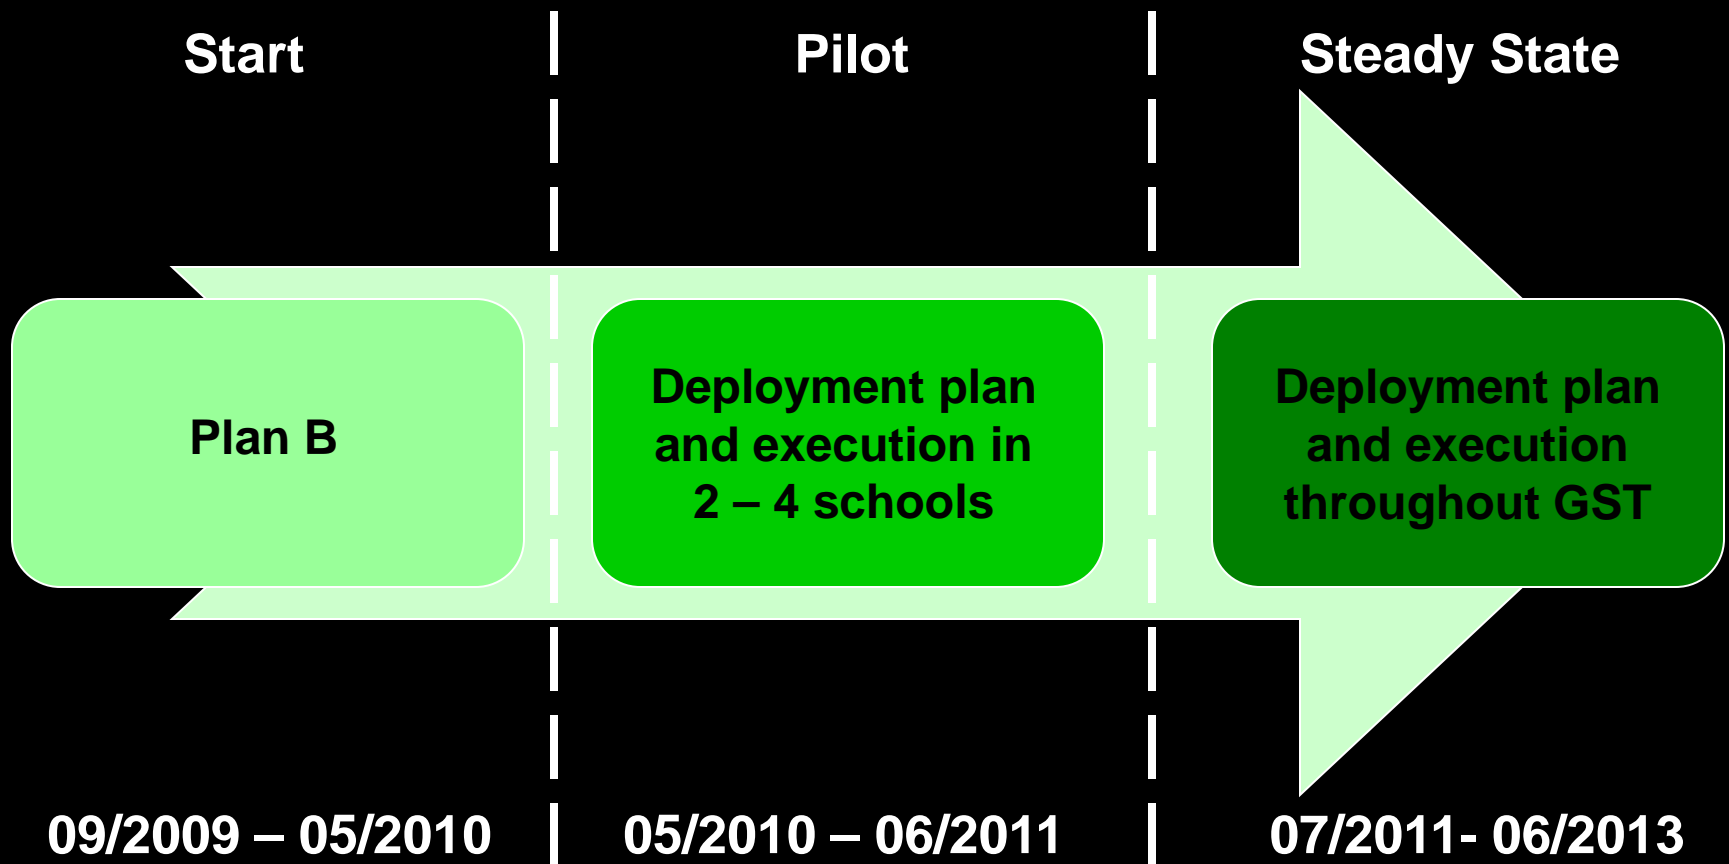 Start
Pilot
Steady State
Plan B
Deployment plan
and execution in
2 – 4 schools
Deployment plan
and execution
throughout GST
09/2009 – 05/2010
05/2010 – 06/2011
07/2011- 06/2013